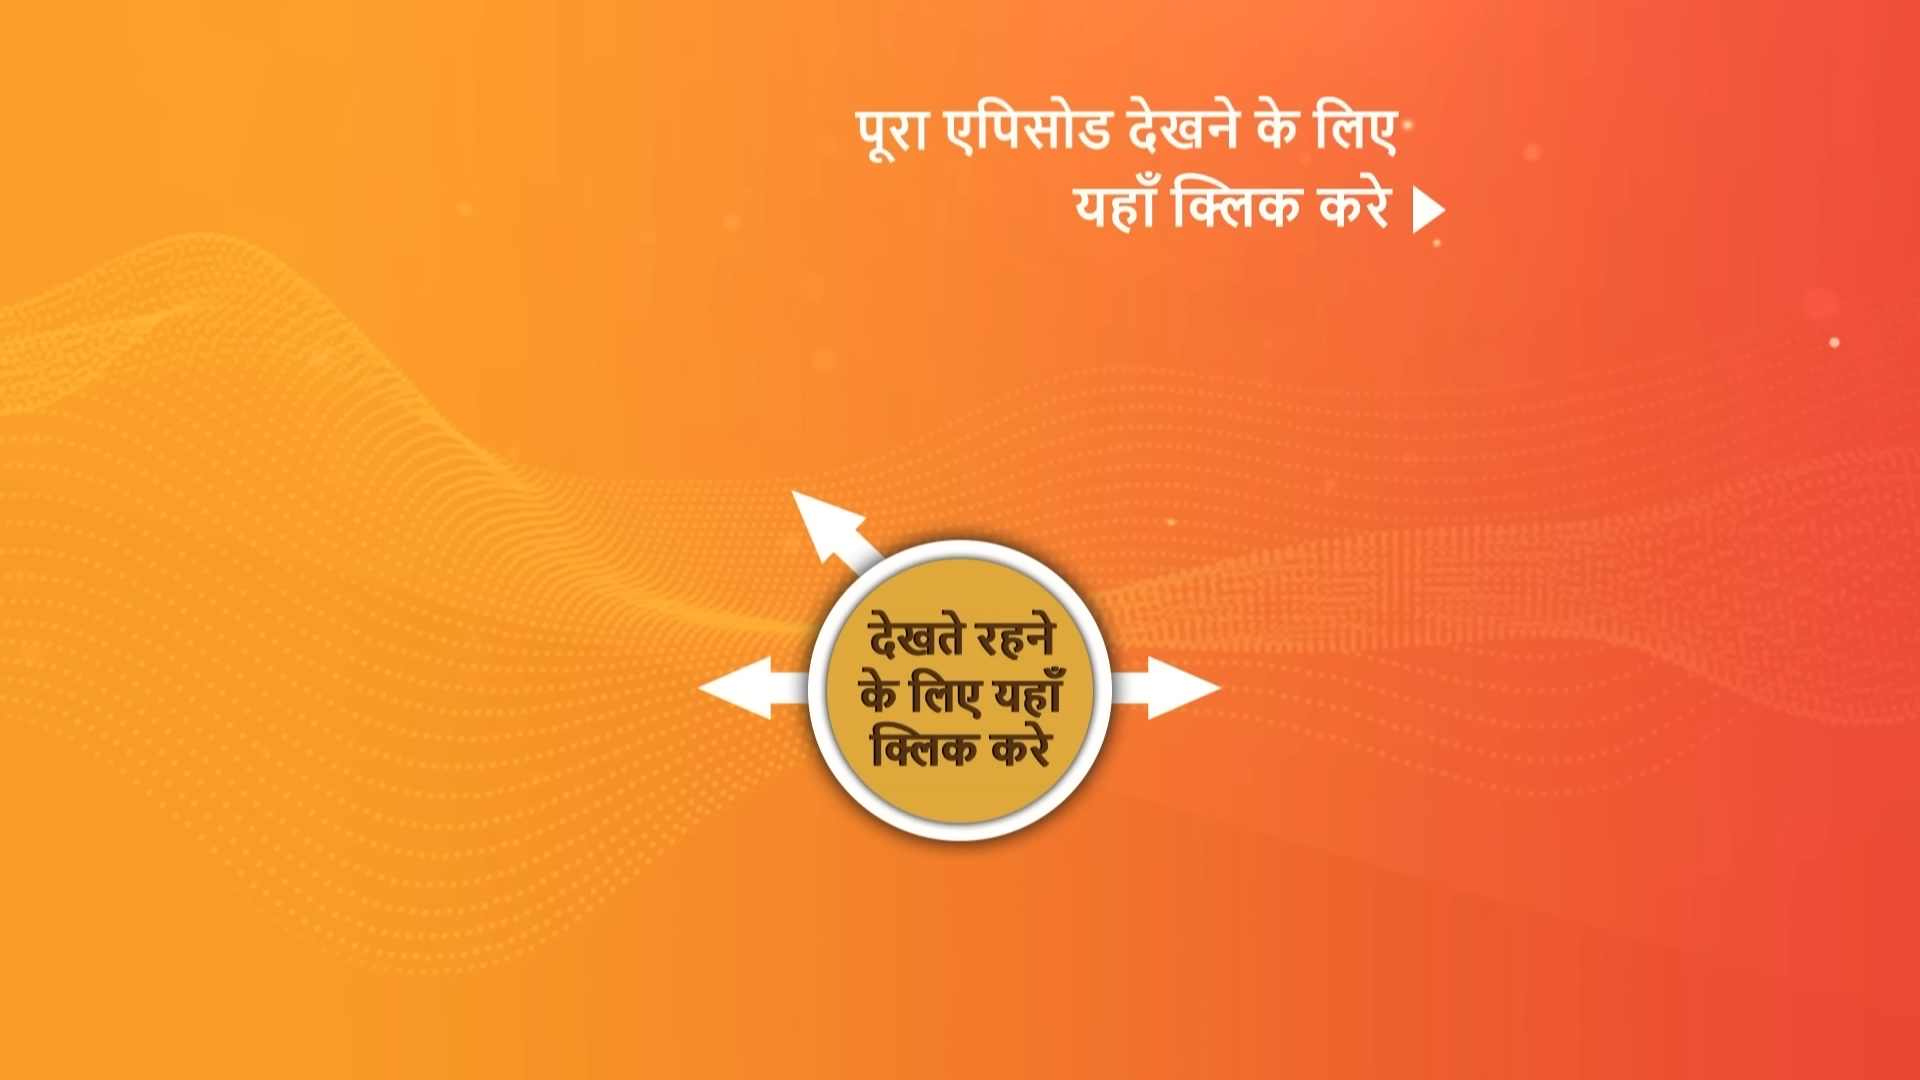 पूरा एपिसोड देखने के लिए
यहाँ क्लिक करे
देखते रहने
के लिए यहाँ
क्लिक करे